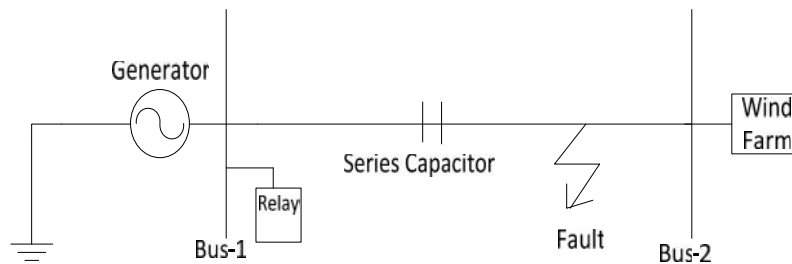 Generator
Wind
Farm
Series Capacitor
Relay
Fault
Bus-1
Bus-2